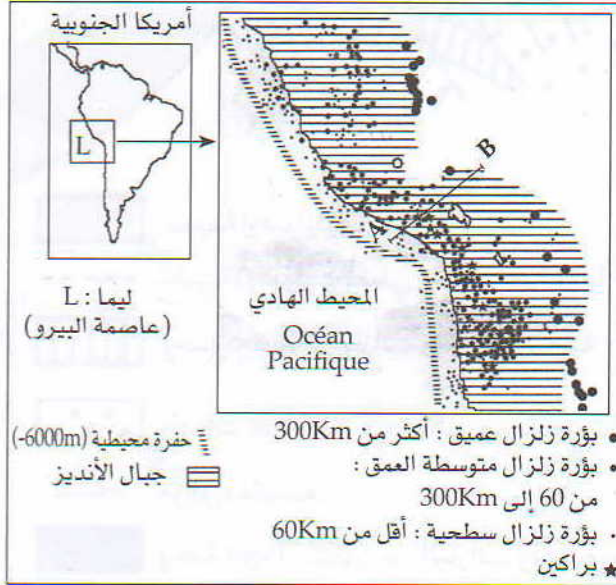 أمريكا الجنوبية
L
B
A
L : ليما
(عاصمة البيرو)
المحيط الهادي
Océan
Pacifique
حفرة محيطية (-6000m)
جبال الأنديز
بؤرة زلزال عميق : أكثر من 300Km
بؤرة زلزال متوسطة العمق :
من 60 إلى 300Km
بؤرة زلزال سطحية : أقل من 60Km
براكين